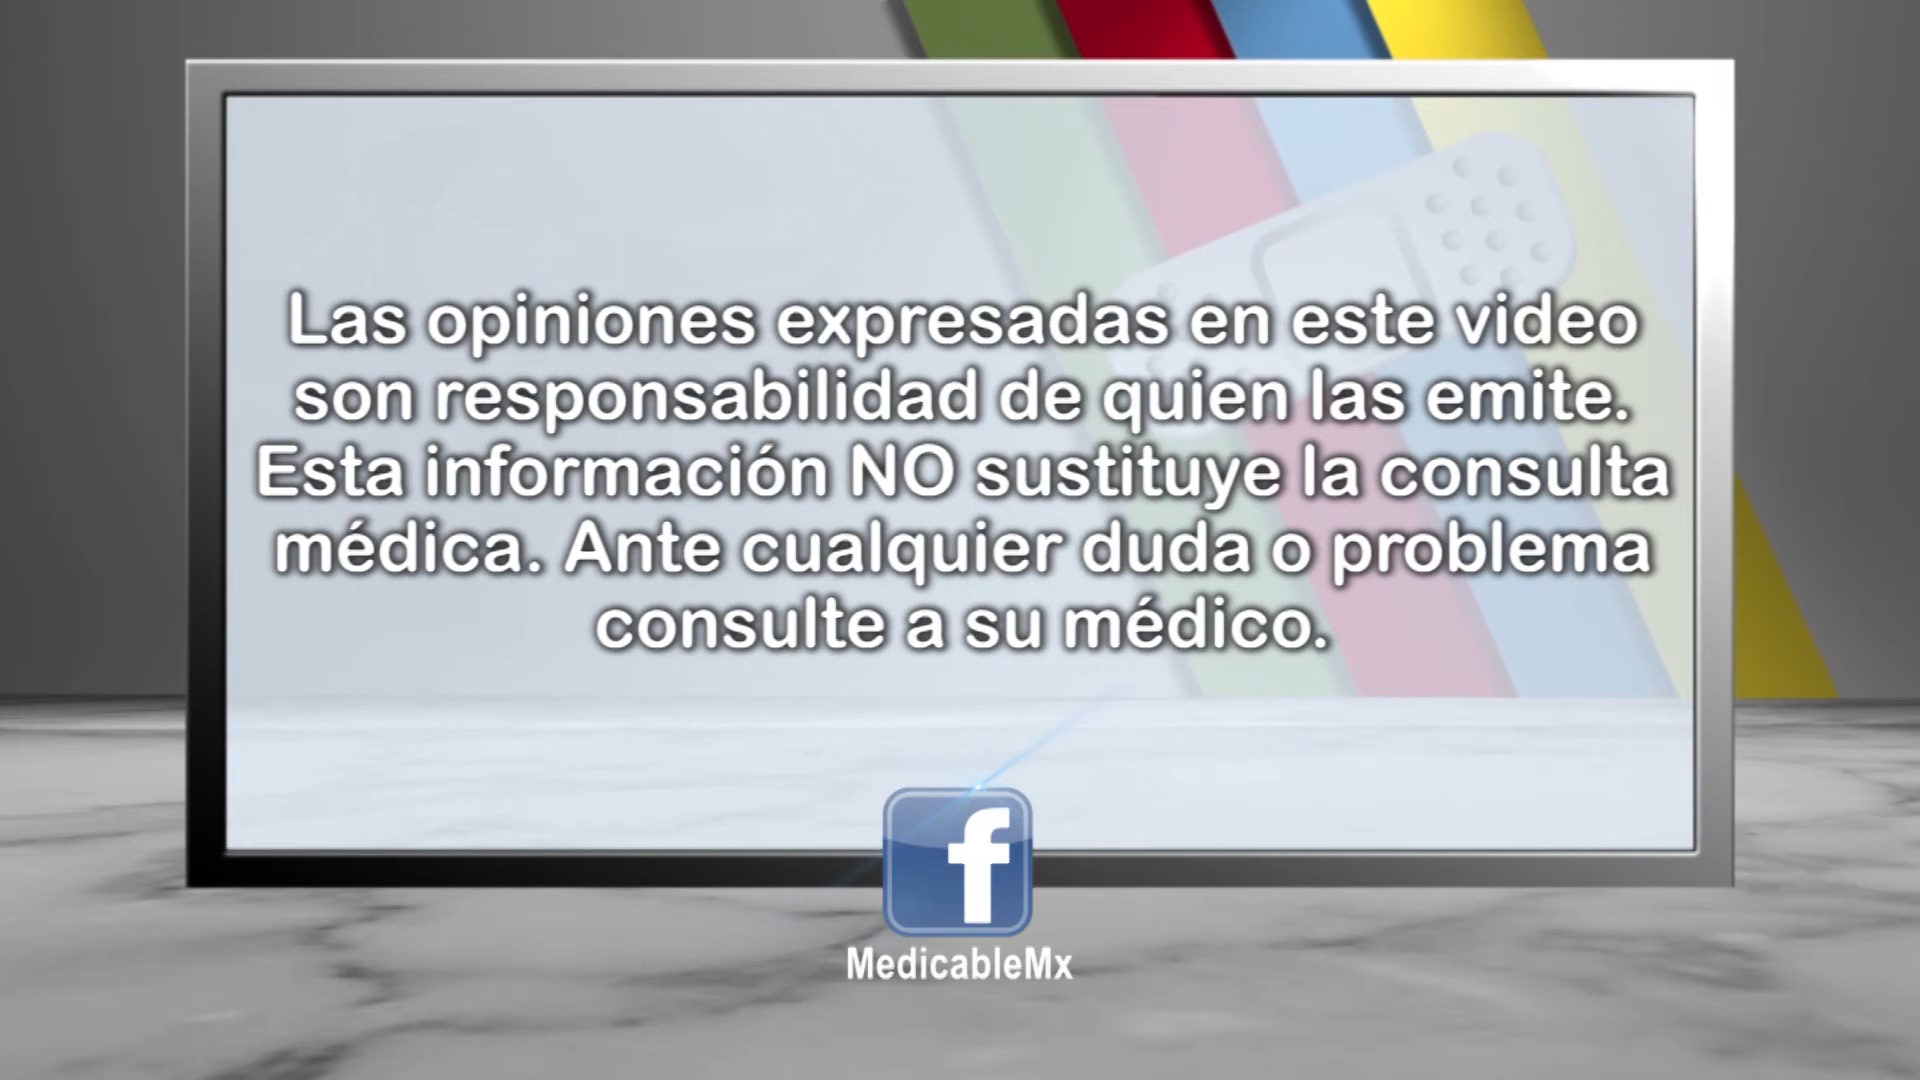 Las opiniones expresadas en este video
son responsabilidad de quien las emite.
Esta información NO sustituye la consulta
médica. Ante cualquier duda o problema
consulte a su médico.
f
MedicableMx